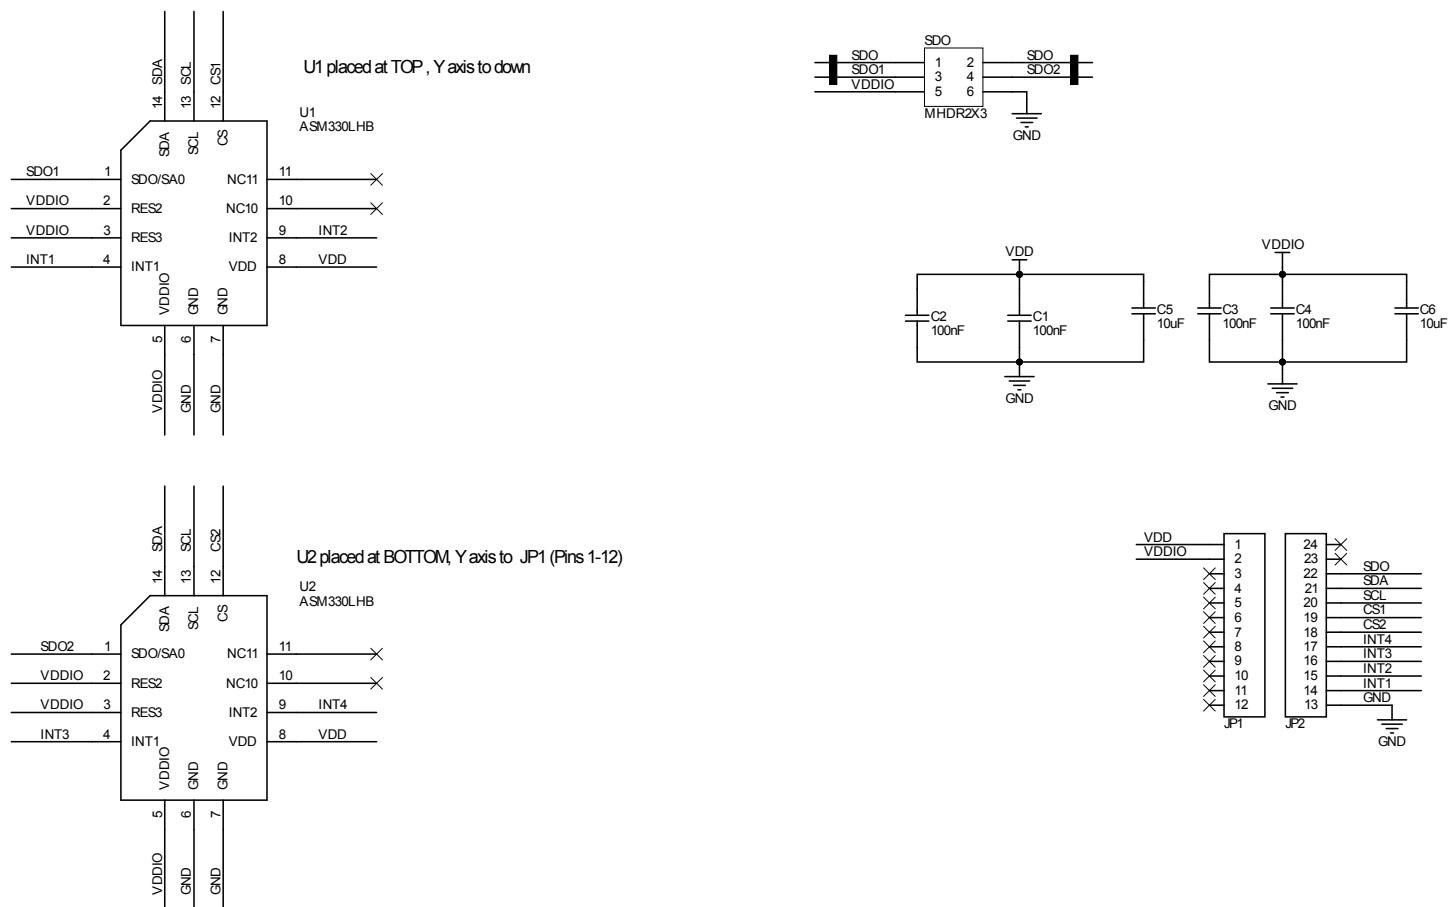 SDA
SCL
CS1
14
13
12
U1 placed at TOP , Y axis to down
U1
ASM330LHB
SDA
SCL
CS
SDO1 1 SDO/SA0 NC11 11
VDDIO 2 RES2 NC10 10
VDDIO 3 RES3 INT2 9 INT2
INT1 4 INT1 VDD 8 VDD
VDDIO
GND
GND
5
6
7
VDDIO
GND
GND
SDO
SDO 1 2 SDO
SDO1 3 4 SDO2
VDDIO 5 6
MHDR2X3
GND
VDD
C2
100nF
C1
100nF
C5
10uF
GND
VDDIO
C3
100nF
C4
100nF
C6
10uF
GND
SDA
SCL
CS2
14
13
12
U2 placed at BOTTOM, Y axis to JP1 (Pins 1-12)
U2
ASM330LHB
SDA
SCL
CS
SDO2 1 SDO/SA0 NC11 11
VDDIO 2 RES2 NC10 10
VDDIO 3 RES3 INT2 9 INT4
INT3 4 INT1 VDD 8 VDD
VDDIO
GND
GND
5
6
7
VDDIO
GND
GND
VDD 1
VDDIO 2
3
4
5
6
7
8
9
10
11
12
JP1
24
23
22 SDO
21 SDA
20 SCL
19 CS1
18 CS2
17 INT4
16 INT3
15 INT2
14 INT1
13 GND
JP2
GND